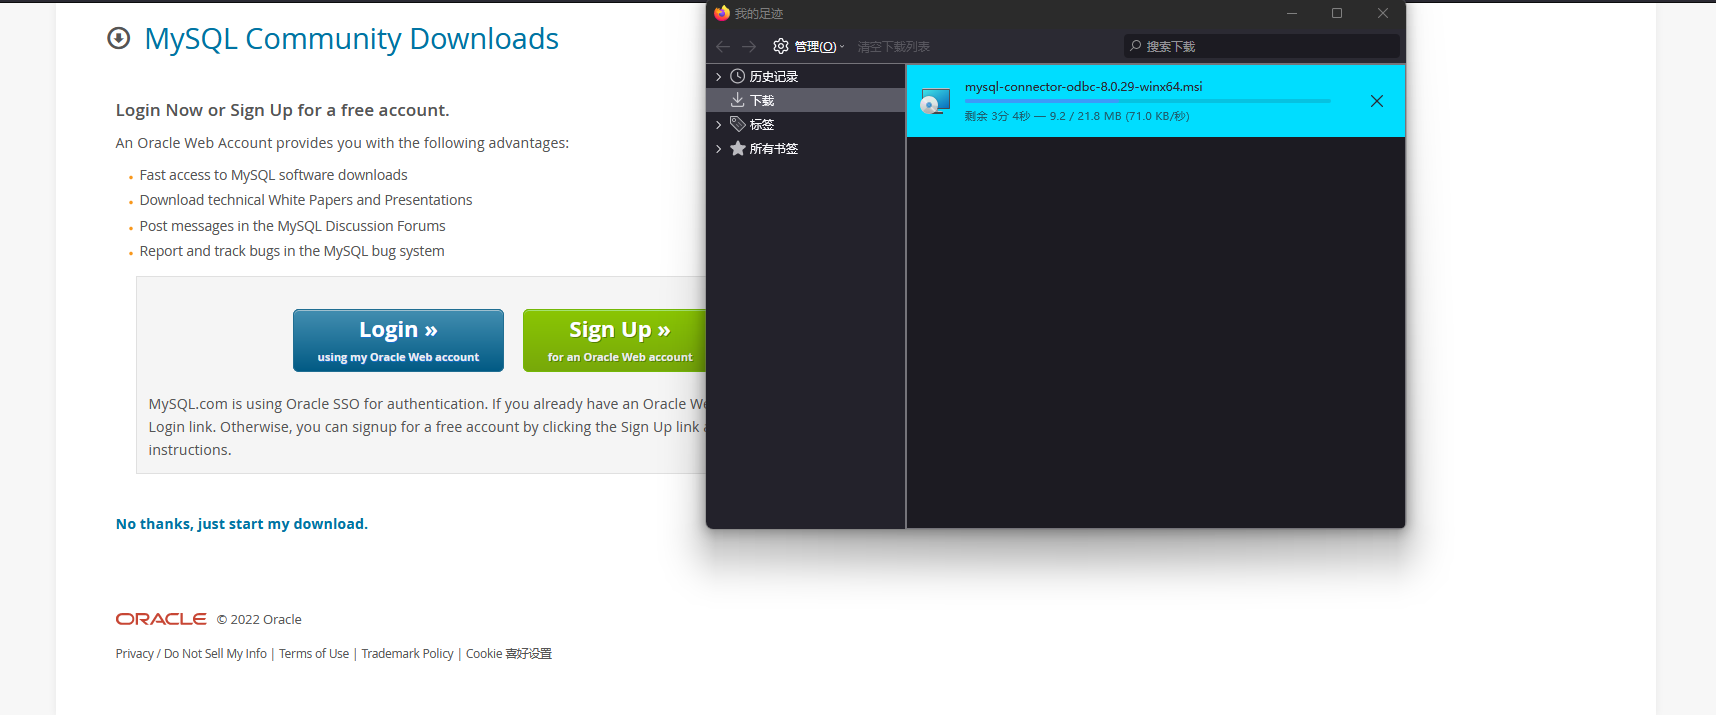 MySQL Community Downloads
Login Now or Sign Up for a free account.
An Oracle Web Account provides you with the following advantages:
Fast access to MySQL software downloads
Download technical White Papers and Presentations
Post messages in the MySQL Discussion Forums
Report and track bugs in the MySQL bug system
Login »
using my Oracle Web account
Sign Up »
for an Oracle Web account
MySQL.com is using Oracle SSO for authentication. If you already have an Oracle
Login link. Otherwise, you can signup for a free account by clicking the Sign Up link
instructions.
No thanks, just start my download.
ORACLE © 2022 Oracle
Privacy / Do Not Sell My Info | Terms of Use | Trademark Policy | Cookie 喜好设置
我的足迹
管理(O) 清空下载列表 搜索下载
历史记录
下载
标签
所有书签
mysql-connector-odbc-8.0.29-winx64.msi
剩余 3分 4秒 — 9.2 / 21.8 MB (71.0 KB/秒)